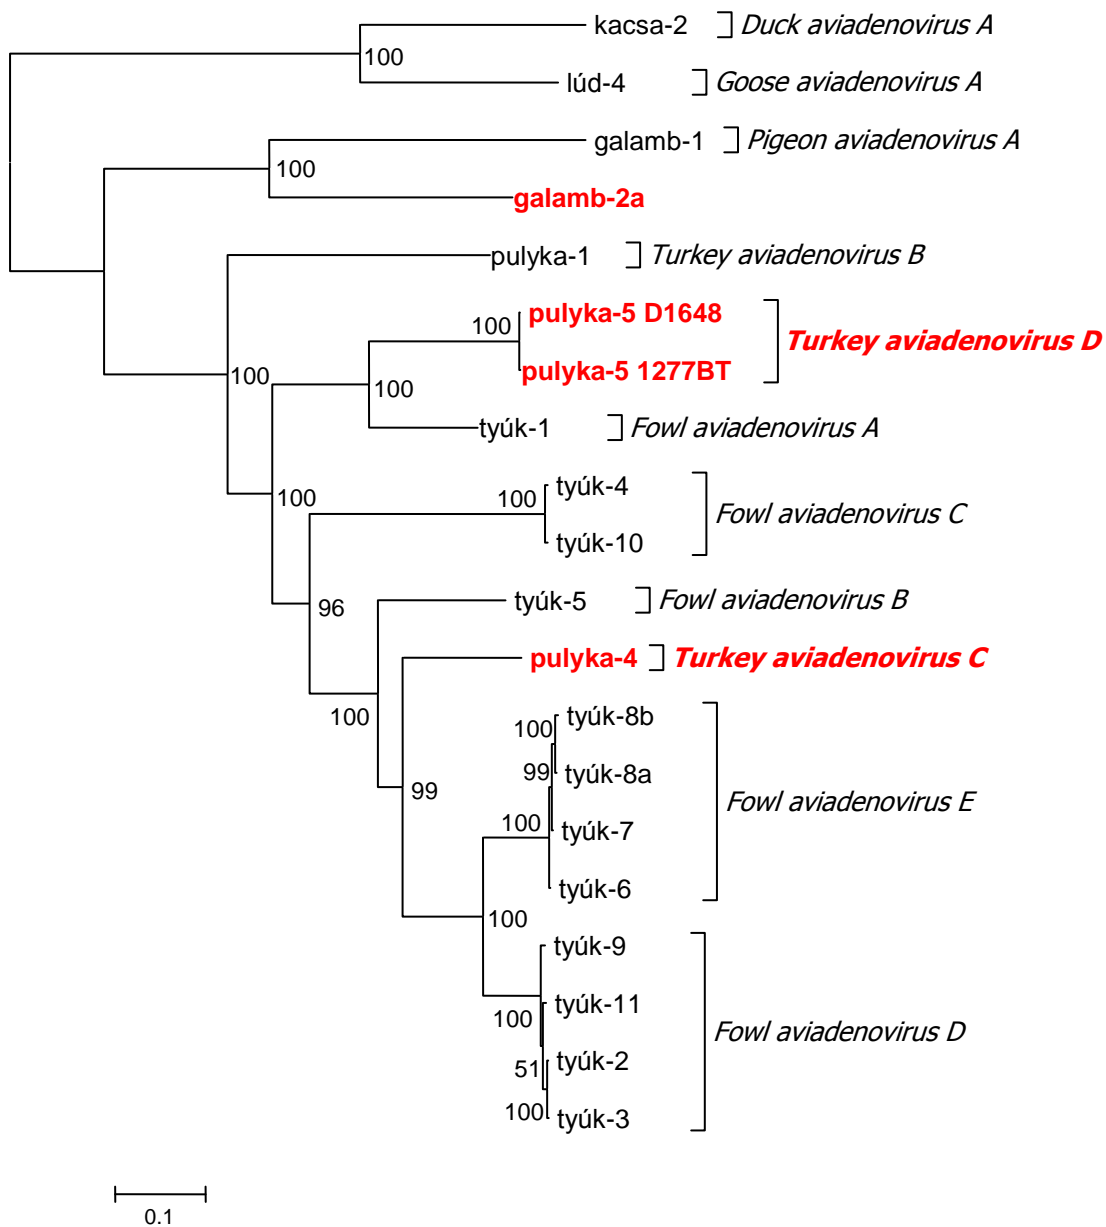 kacsa-2 Duck aviadenovirus A
100
lúd-4 Goose aviadenovirus A
galamb-1 Pigeon aviadenovirus A
100
galamb-2a
pulyka-1 Turkey aviadenovirus B
pulyka-5 D1648
100
Turkey aviadenovirus D
pulyka-5 1277BT
100
100
tyúk-1 Fowl aviadenovirus A
tyúk-4
100
100
Fowl aviadenovirus C
tyúk-10
tyúk-5 Fowl aviadenovirus B
96
pulyka-4 Turkey aviadenovirus C
tyúk-8b
100
100
tyúk-8a
99
99
Fowl aviadenovirus E
100
tyúk-7
tyúk-6
100
tyúk-9
tyúk-11
100
Fowl aviadenovirus D
tyúk-2
51
100
tyúk-3
0.1